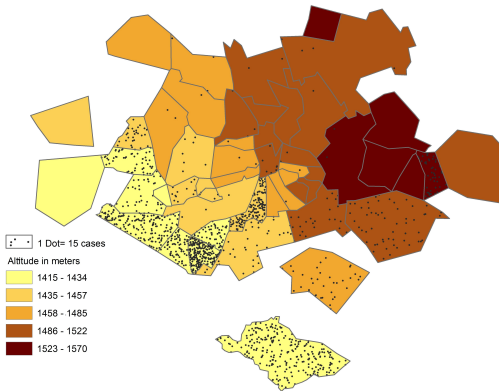 1 Dot= 15 cases
Altitude in meters
1415 - 1434
1435 - 1457
1458 - 1485
1486 - 1522
1523 - 1570